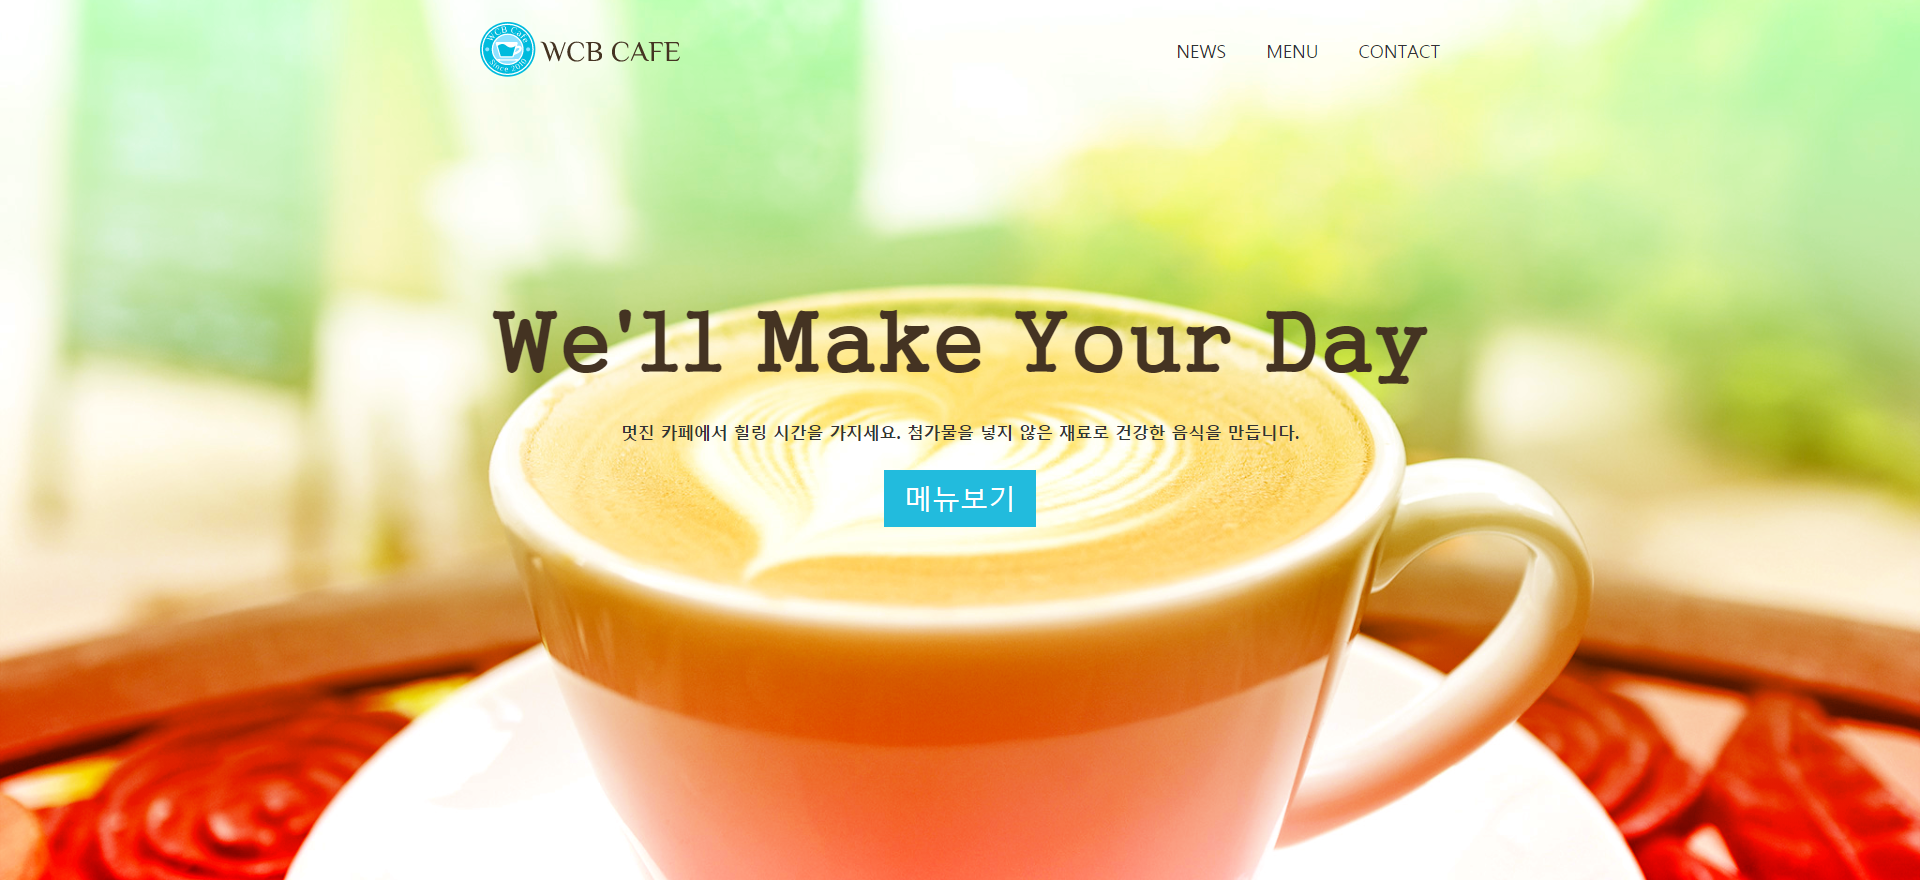 WCB Cafe
Since 2010
WCB CAFE
NEWS MENU CONTACT
We'll Make Your Day
멋진 카페에서 힐링 시간을 가지세요. 첨가물을 넣지 않은 재료로 건강한 음식을 만듭니다.
메뉴보기